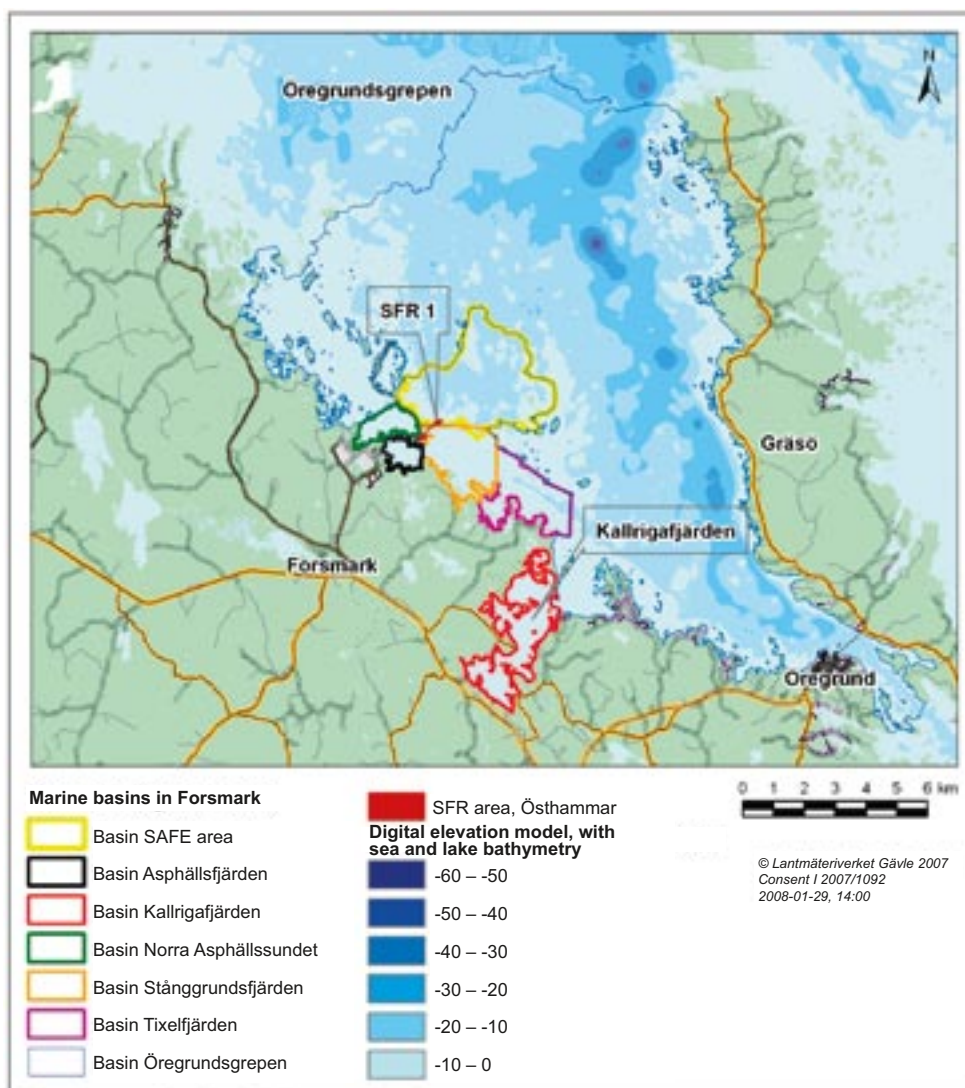 Öregrundsgrepen
N
SFR 1
Gräsö
Kallrigafjärden
Forsmark
Öregrund
Marine basins in Forsmark
Basin SAFE area
Basin Asphällsfjärden
Basin Kallrigafjärden
Basin Norra Asphällssundet
Basin Stånggrundsfjärden
Basin Tixelfjärden
Basin Öregrundsgrepen
SFR area, Östhammar
Digital elevation model, with
sea and lake bathymetry
-60 – -50
-50 – -40
-40 – -30
-30 – -20
-20 – -10
-10 – 0
0 1 2 3 4 5 6 km
© Lantmäteriverket Gävle 2007
Consent I 2007/1092
2008-01-29, 14:00